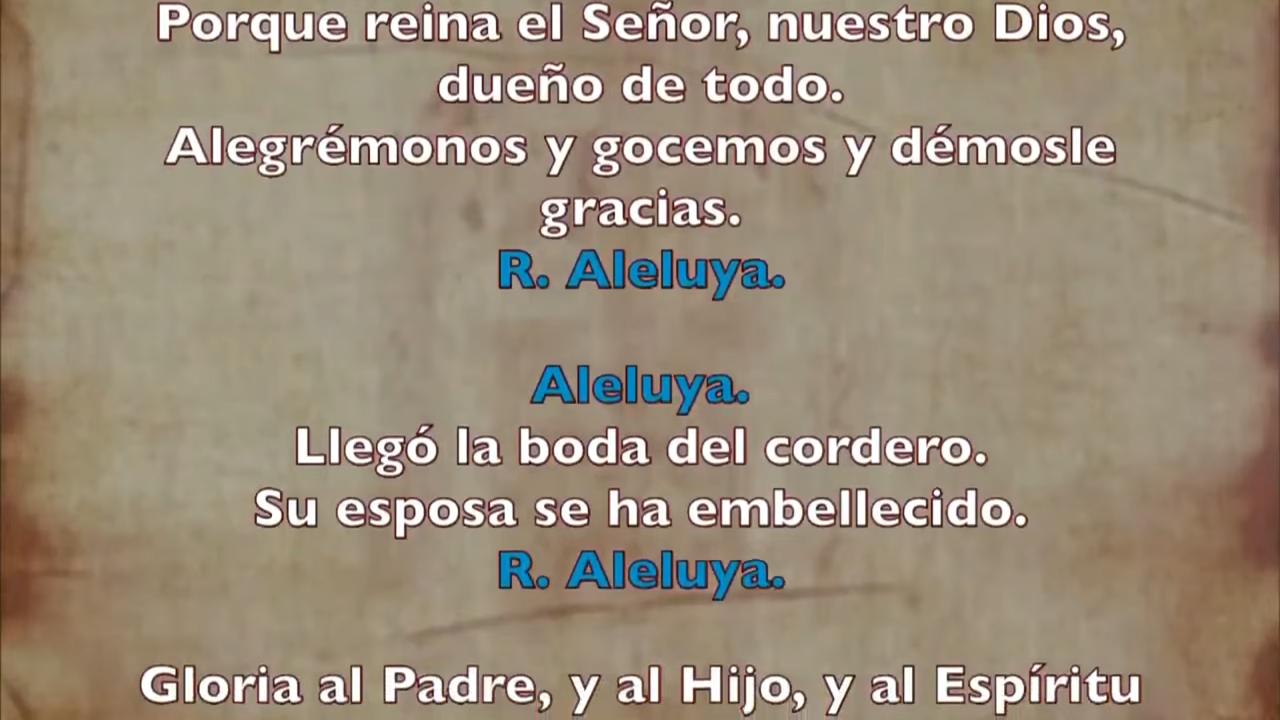 Porque reina el Señor, nuestro Dios,
dueño de todo.
Alegrémonos y gocemos y démosle
gracias.
R. Aleluya.
Aleluya.
Llegó la boda del cordero.
Su esposa se ha embellecido.
R. Aleluya.
Gloria al Padre, y al Hijo, y al Espíritu